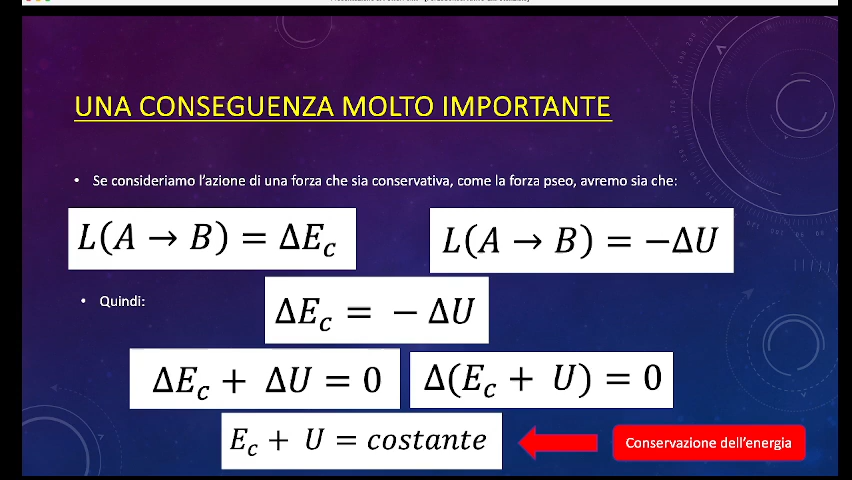 UNA CONSEGUENZA MOLTO IMPORTANTE
• Se consideriamo l'azione di una forza che sia conservativa, come la forza pseo, avremo sia che:
L(A → B) = ΔE_c
L(A → B) = −ΔU
• Quindi:
ΔE_c = − ΔU
ΔE_c + ΔU = 0
Δ(E_c + U) = 0
E_c + U = costante
Conservazione dell'energia